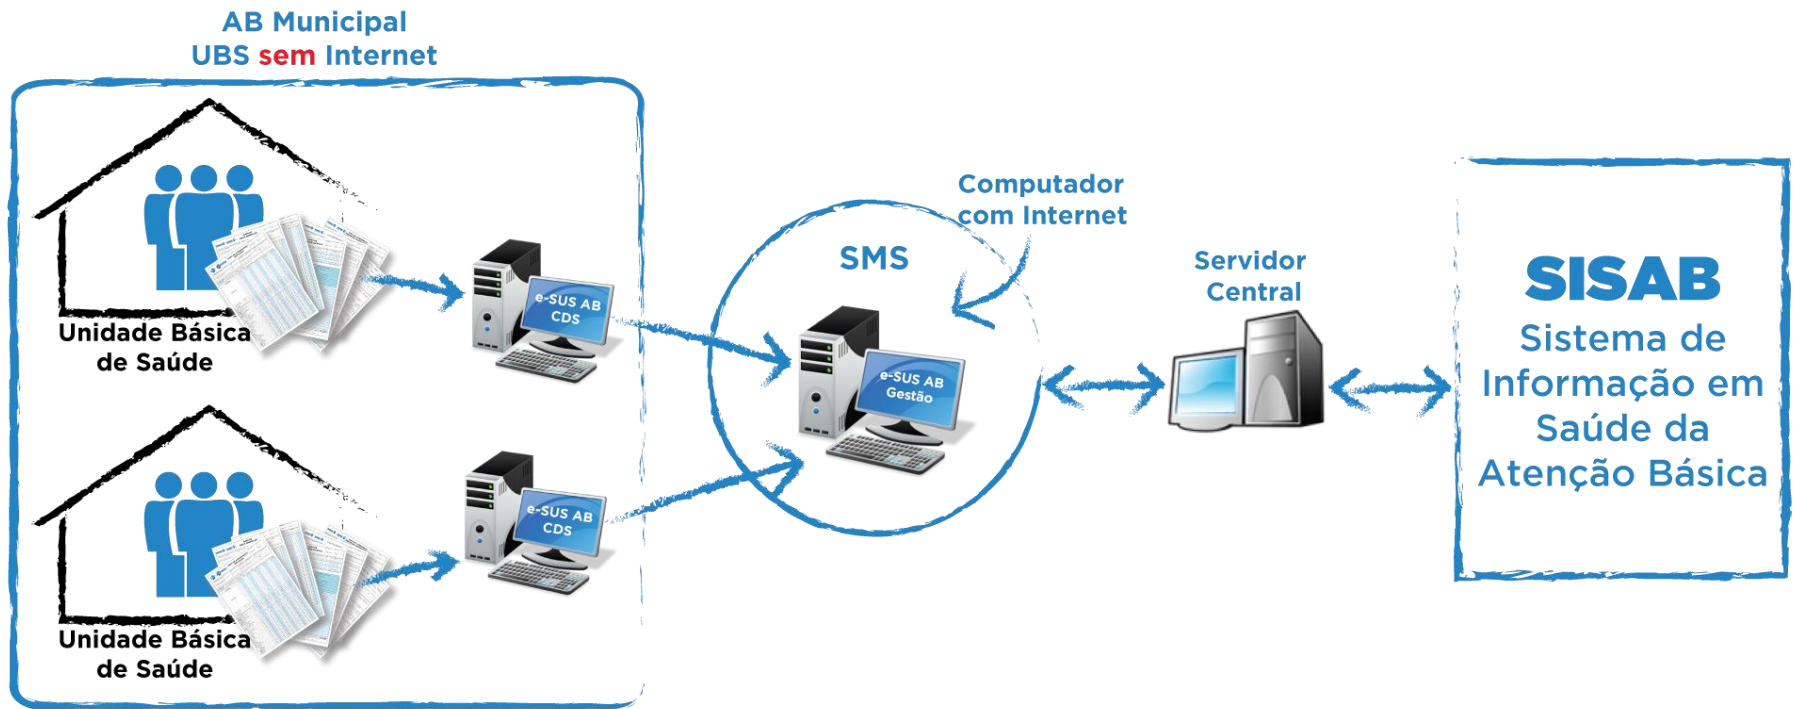 AB Municipal
UBS sem Internet
Unidade Básica
de Saúde
e-SUS AB
CDS
Unidade Básica
de Saúde
e-SUS AB
CDS
SMS
Computador
com Internet
e-SUS AB
Gestão
Servidor
Central
SISAB
Sistema de
Informação em
Saúde da
Atenção Básica